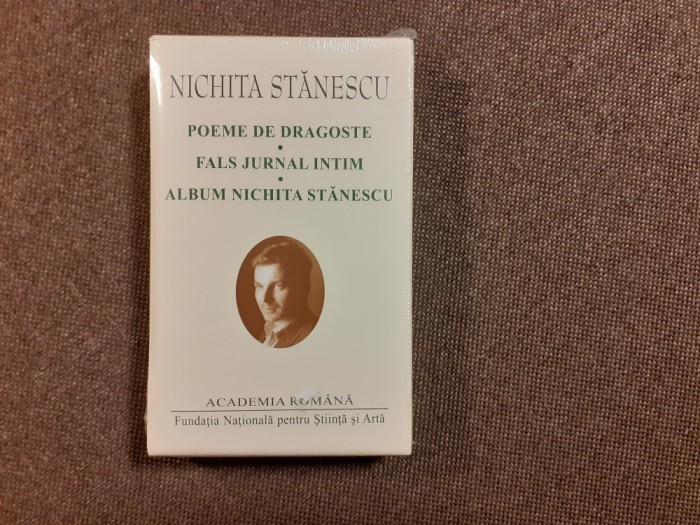 NICHITA STĂNESCU
POEME DE DRAGOSTE
•
FALS JURNAL INTIM
•
ALBUM NICHITA STĂNESCU
ACADEMIA ROMÂNĂ
Fundația Națională pentru Știință și Artă